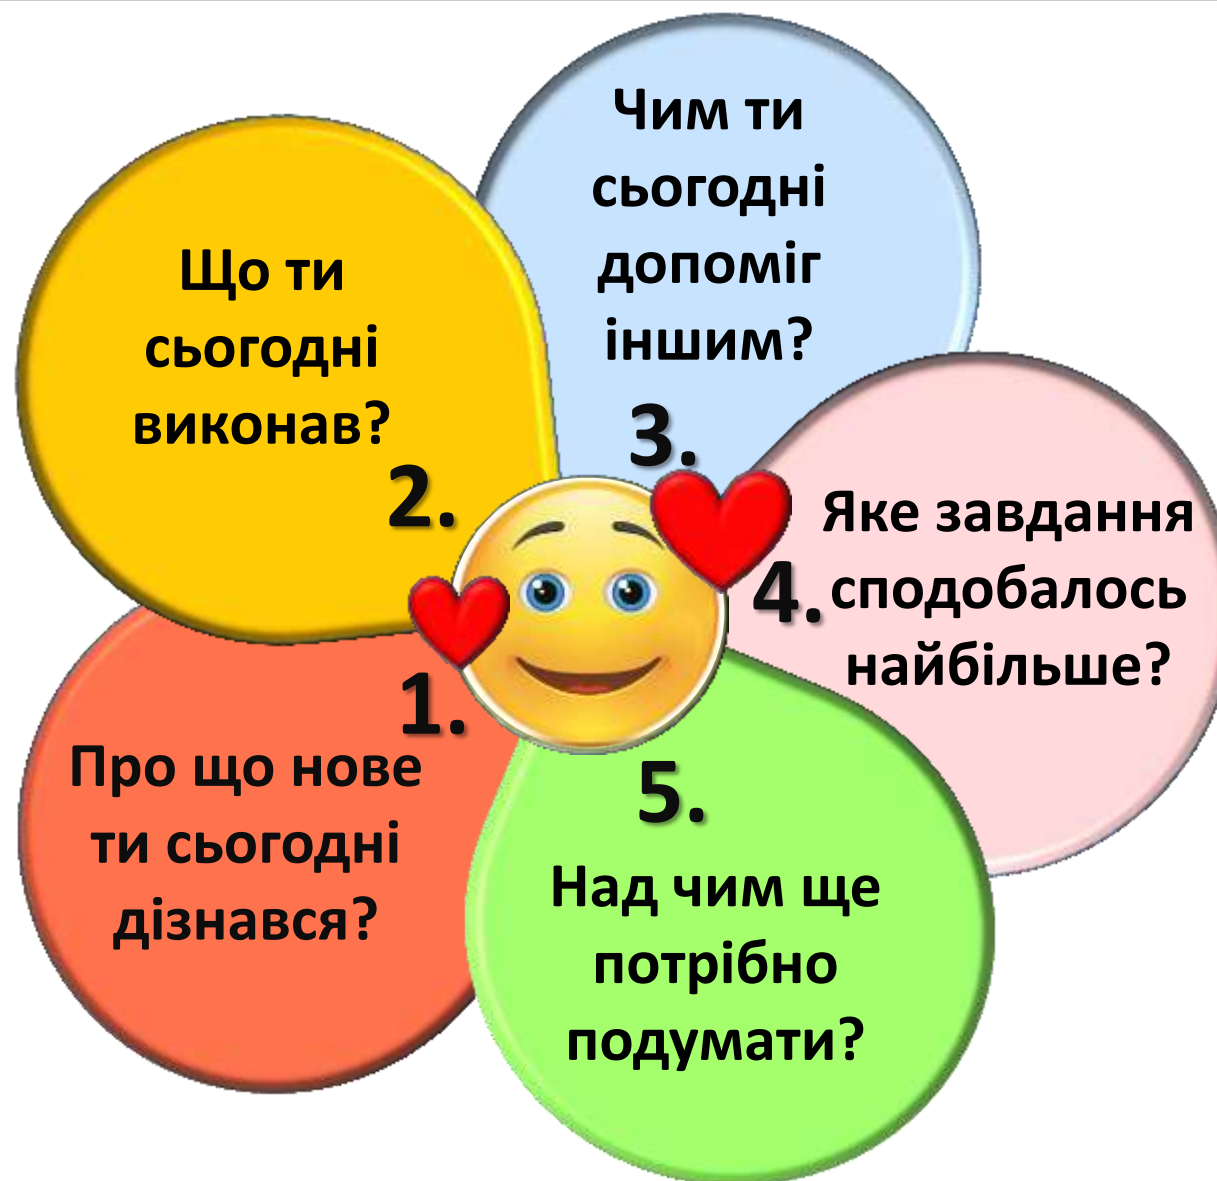 1.
Про що нове
ти сьогодні
дізнався?
2.
Що ти
сьогодні
виконав?
3.
Чим ти
сьогодні
допоміг
іншим?
4.
Яке завдання
сподобалось
найбільше?
5.
Над чим ще
потрібно
подумати?